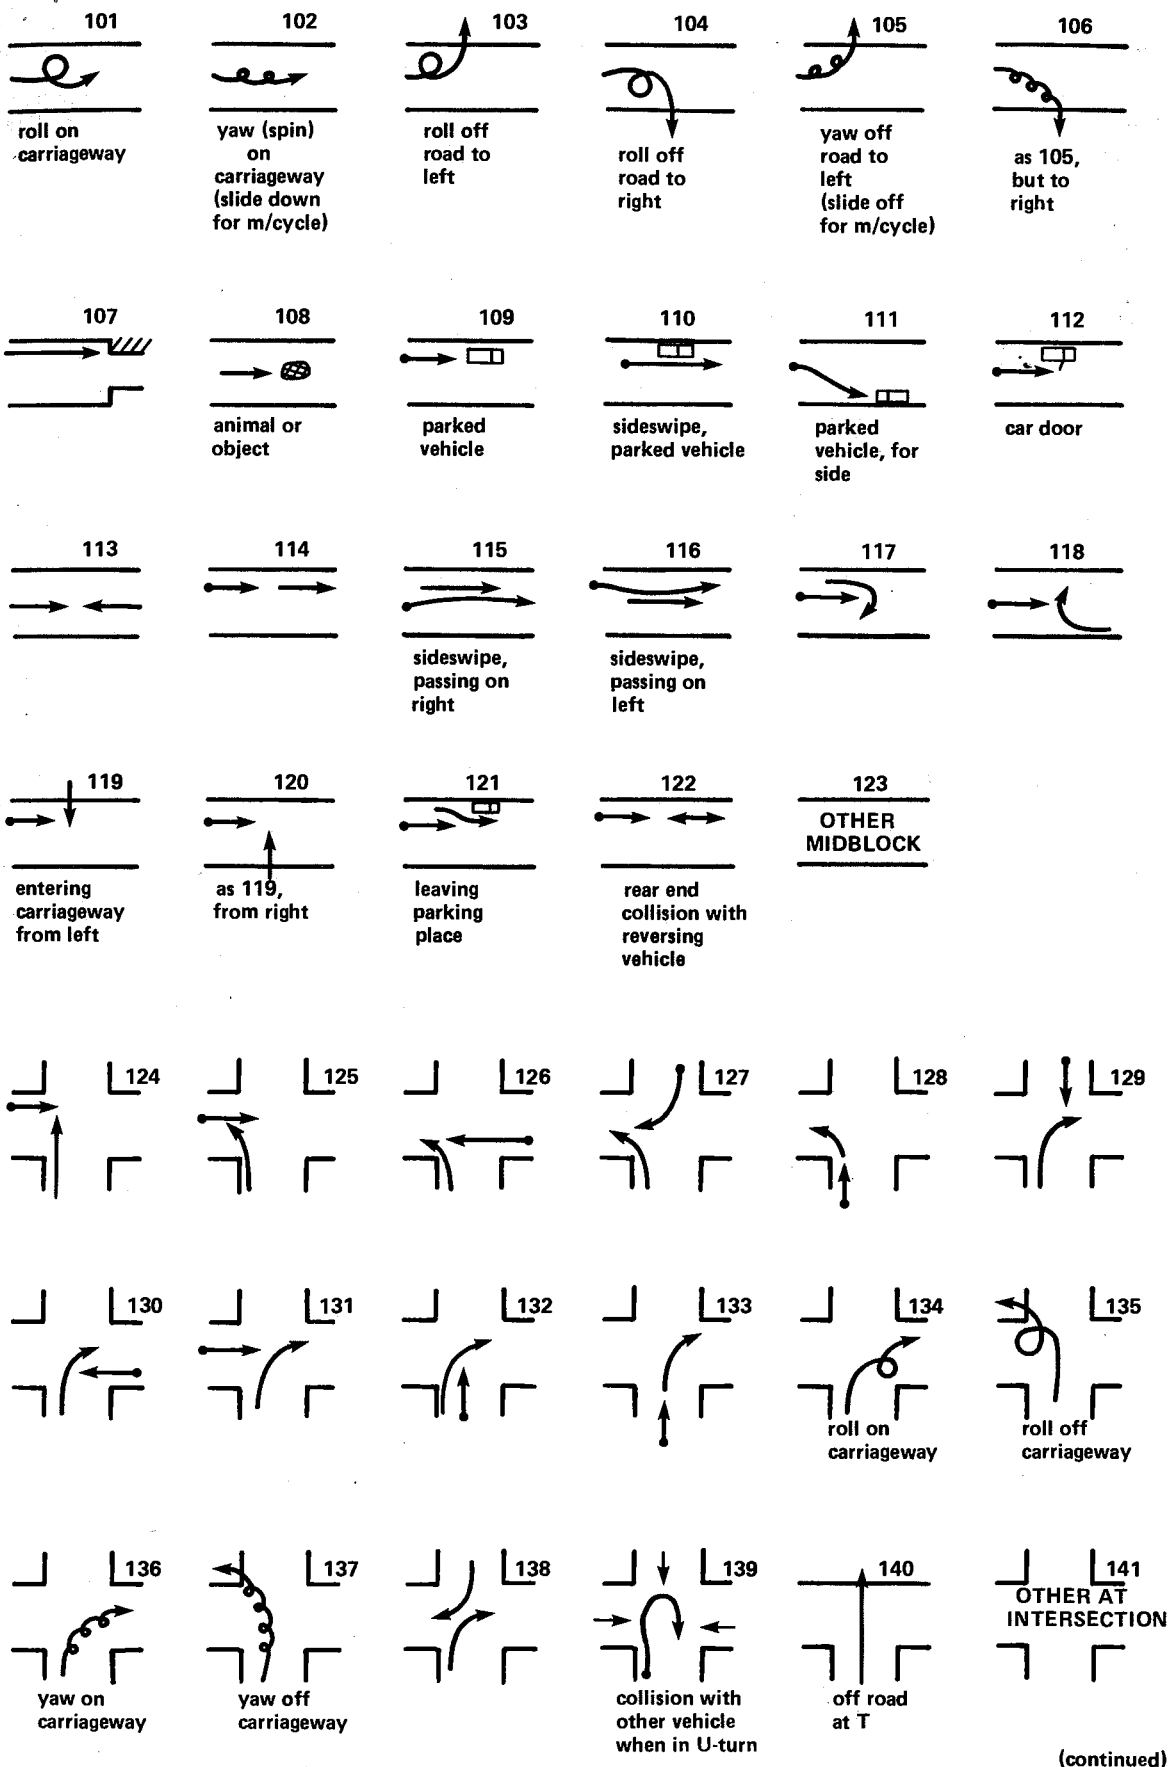 101
102
103
104
105
106
roll on
carriageway
yaw (spin)
on
carriageway
(slide down
for m/cycle)
roll off
road to
left
roll off
road to
right
yaw off
road to
left
(slide off
for m/cycle)
as 105,
but to
right
107
108
109
110
111
112
animal or
object
parked
vehicle
sideswipe,
parked vehicle
parked
vehicle, for
side
car door
113
114
115
116
117
118
sideswipe,
passing on
right
sideswipe,
passing on
left
119
120
121
122
123
OTHER
MIDBLOCK
entering
carriageway
from left
as 119,
from right
leaving
parking
place
rear end
collision with
reversing
vehicle
124
125
126
127
128
129
130
131
132
133
134
135
roll on
carriageway
roll off
carriageway
136
137
138
139
140
141
OTHER AT
INTERSECTION
yaw on
carriageway
yaw off
carriageway
collision with
other vehicle
when in U-turn
off road
at T
(continued)